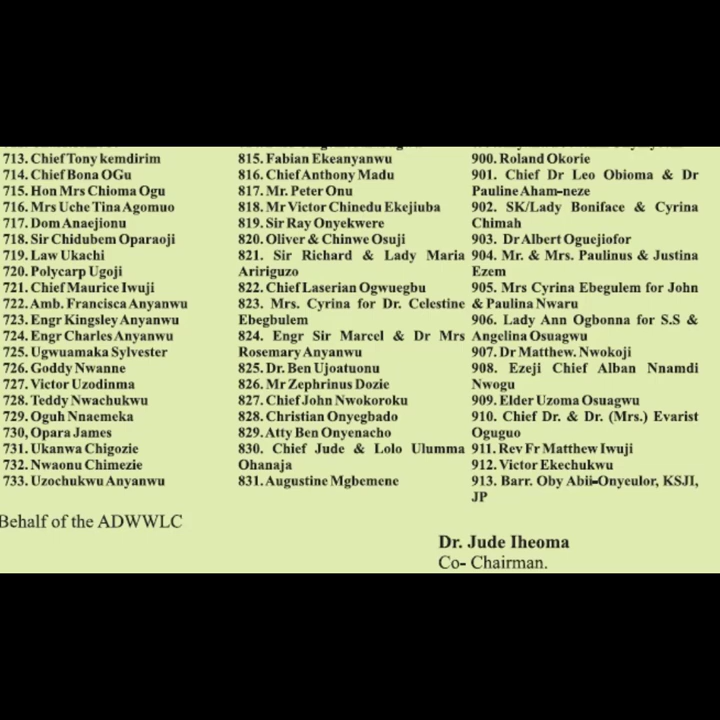 713. Chief Tony kemdirim
714. Chief Bona OGu
715. Hon Mrs Chioma Ogu
716. Mrs Uche Tina Agomuo
717. Dom Anaejionu
718. Sir Chidubem Oparaoji
719. Law Ukachi
720. Polycarp Ugoji
721. Chief Maurice Iwuji
722. Amb. Francisca Anyanwu
723. Engr Kingsley Anyanwu
724. Engr Charles Anyanwu
725. Ugwuamaka Sylvester
726. Goddy Nwanne
727. Victor Uzodinma
728. Teddy Nwachukwu
729. Oguh Nnaemeka
730, Opara James
731. Ukanwa Chigozie
732. Nwaonu Chimezie
733. Uzochukwu Anyanwu
815. Fabian Ekeanyanwu
816. Chief Anthony Madu
817. Mr. Peter Onu
818. Mr Victor Chinedu Ekejiuba
819. Sir Ray Onyekwere
820. Oliver & Chinwe Osuji
821. Sir Richard & Lady Maria
Aririguzo
822. Chief Laserian Ogwuegbu
823. Mrs. Cyrina for Dr. Celestine
Ebegbulem
824. Engr Sir Marcel & Dr Mrs
Rosemary Anyanwu
825. Dr. Ben Ujoatuonu
826. Mr Zephrinus Dozie
827. Chief John Nwokoroku
828. Christian Onyegbado
829. Atty Ben Onyenacho
830. Chief Jude & Lolo Ulumma
Ohanaja
831. Augustine Mgbemene
900. Roland Okorie
901. Chief Dr Leo Obioma & Dr
Pauline Aham-neze
902. SK/Lady Boniface & Cyrina
Chimah
903. Dr Albert Oguejiofor
904. Mr. & Mrs. Paulinus & Justina
Ezem
905. Mrs Cyrina Ebegulem for John
& Paulina Nwaru
906. Lady Ann Ogbonna for S.S &
Angelina Osuagwu
907. Dr Matthew. Nwokoji
908. Ezeji Chief Alban Nnamdi
Nwogu
909. Elder Uzoma Osuagwu
910. Chief Dr. & Dr. (Mrs.) Evarist
Oguguo
911. Rev Fr Matthew Iwuji
912. Victor Ekechukwu
913. Barr. Oby Abii-Onyeulor, KSJI,
JP
Behalf of the ADWWLC
Dr. Jude Iheoma
Co- Chairman.